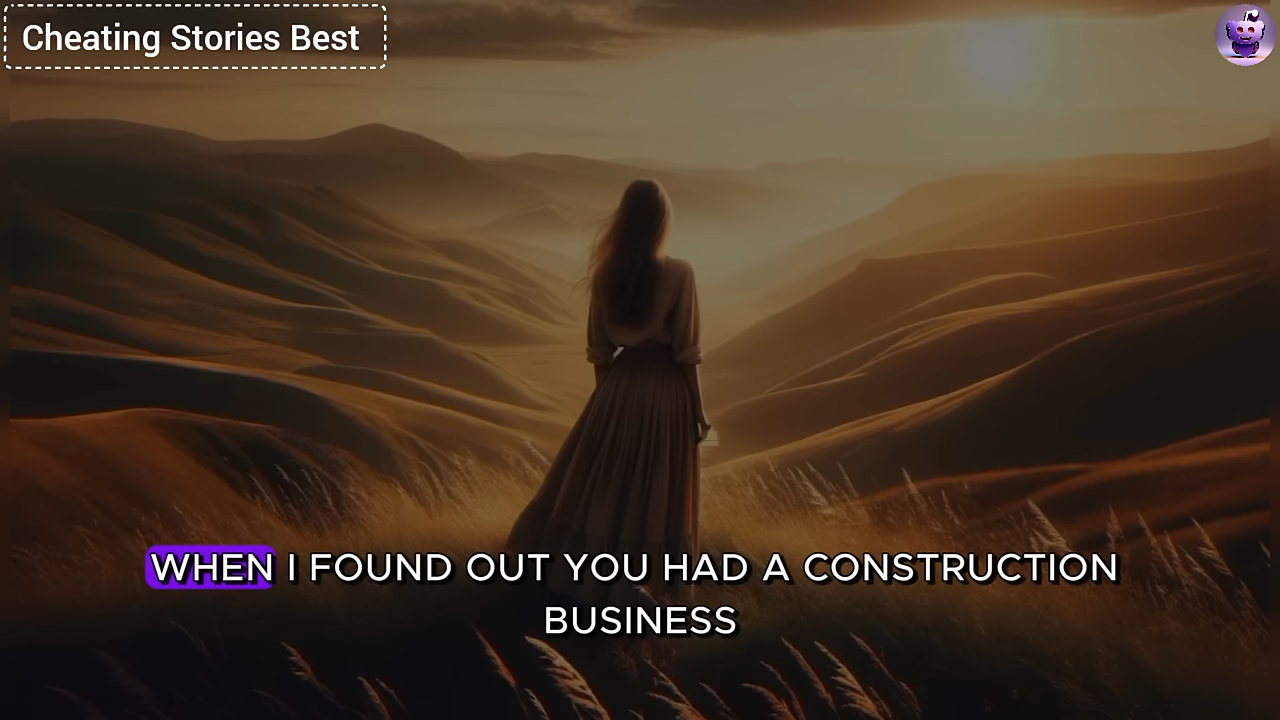 Cheating Stories Best
WHEN I FOUND OUT YOU HAD A CONSTRUCTION
BUSINESS